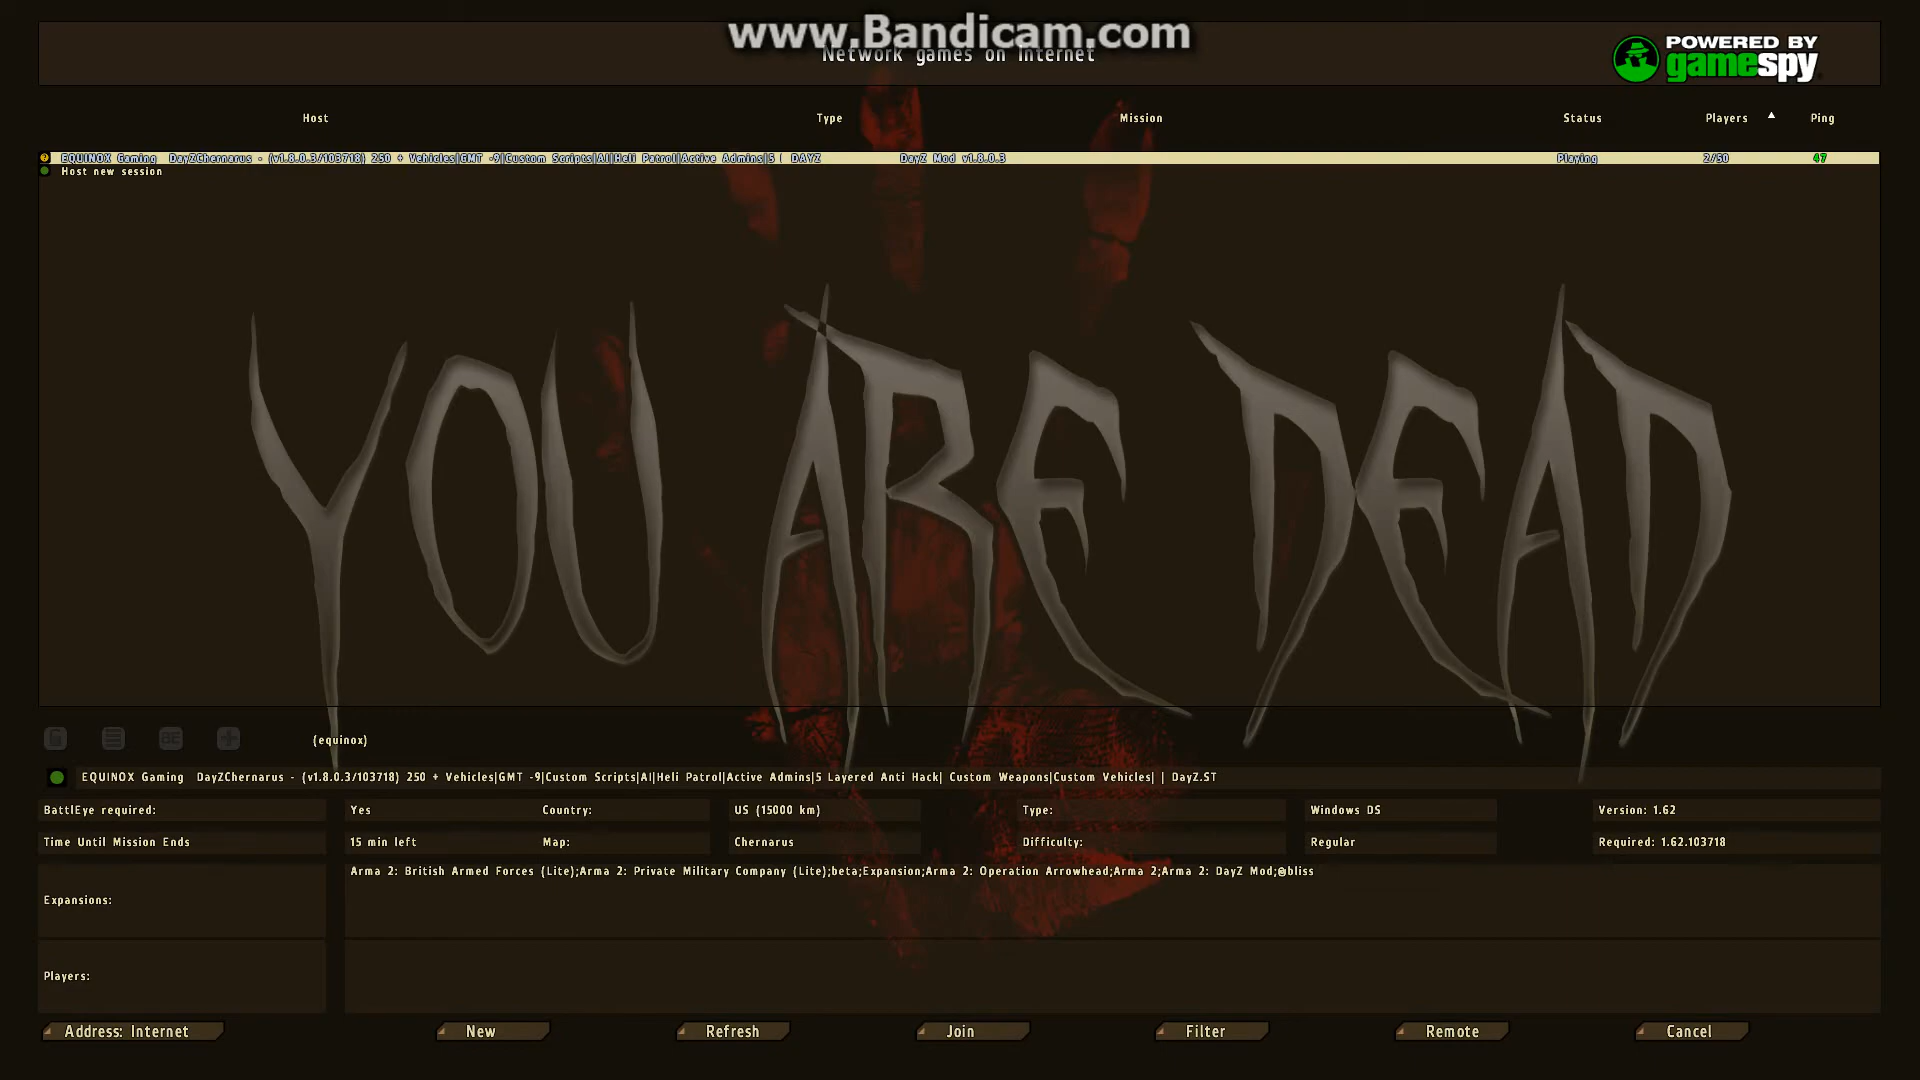 www.Bandicam.com
Network games on Internet
POWERED BY
gamespy
Host Type Mission Status Players Ping
EQUINOX Gaming DayZChernarus - (v1.8.0.3/103718) 250 + Vehicles|GMT -9|Custom Scripts|AI|Heli Patrol|Active Admins|5 | DAYZ DayZ Mod v1.8.0.3 Playing 2/50 47
Host new session
YOU ARE DEAD
BE (equinox)
EQUINOX Gaming DayZChernarus - (v1.8.0.3/103718) 250 + Vehicles|GMT -9|Custom Scripts|AI|Heli Patrol|Active Admins|5 Layered Anti Hack| Custom Weapons|Custom Vehicles| | DayZ.ST
BattlEye required: Yes Country: US (15000 km) Type: Windows DS Version: 1.62
Time Until Mission Ends 15 min left Map: Chernarus Difficulty: Regular Required: 1.62.103718
Expansions: Arma 2: British Armed Forces (Lite);Arma 2: Private Military Company (Lite);beta;Expansion;Arma 2: Operation Arrowhead;Arma 2;Arma 2: DayZ Mod;@bliss
Players:
Address: Internet New Refresh Join Filter Remote Cancel